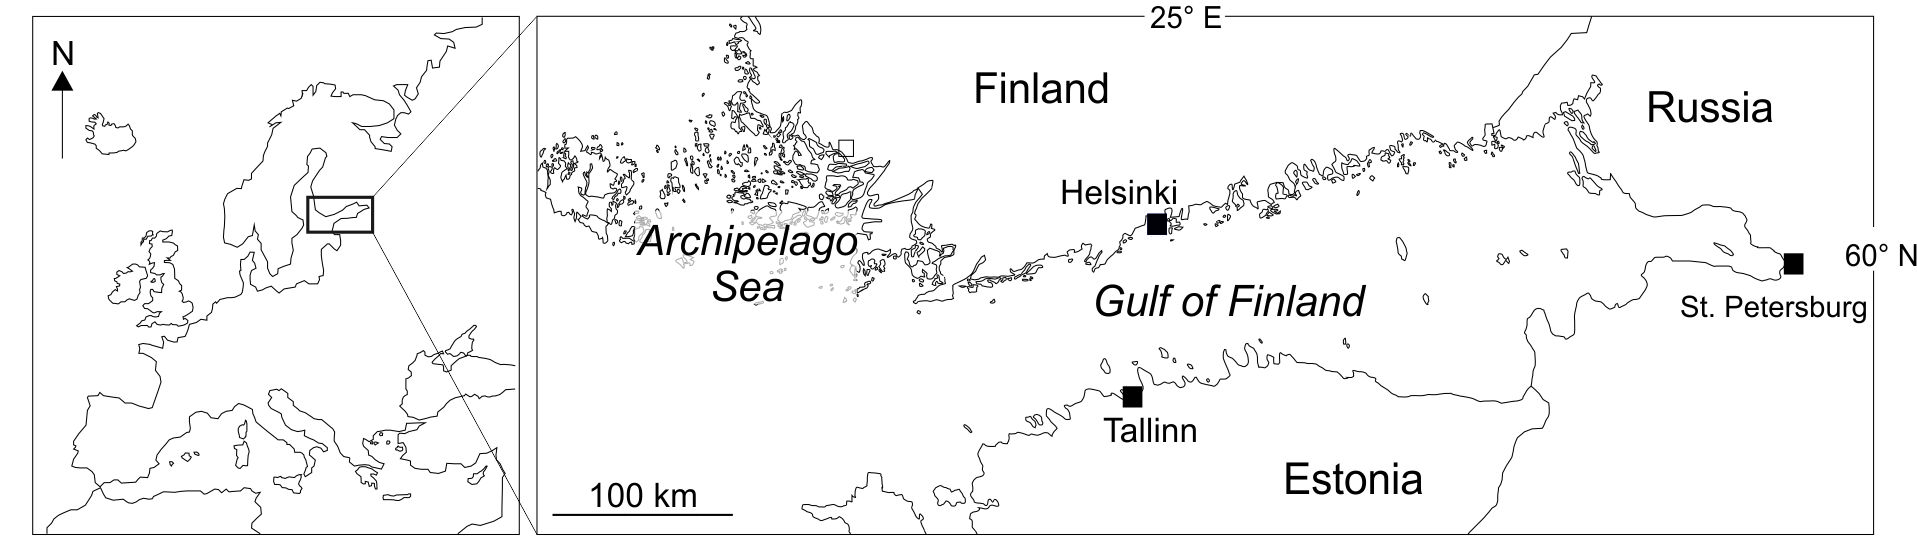 25° E
N
Finland
Russia
Helsinki
Archipelago
Sea
60° N
Gulf of Finland
St. Petersburg
Tallinn
Estonia
100 km